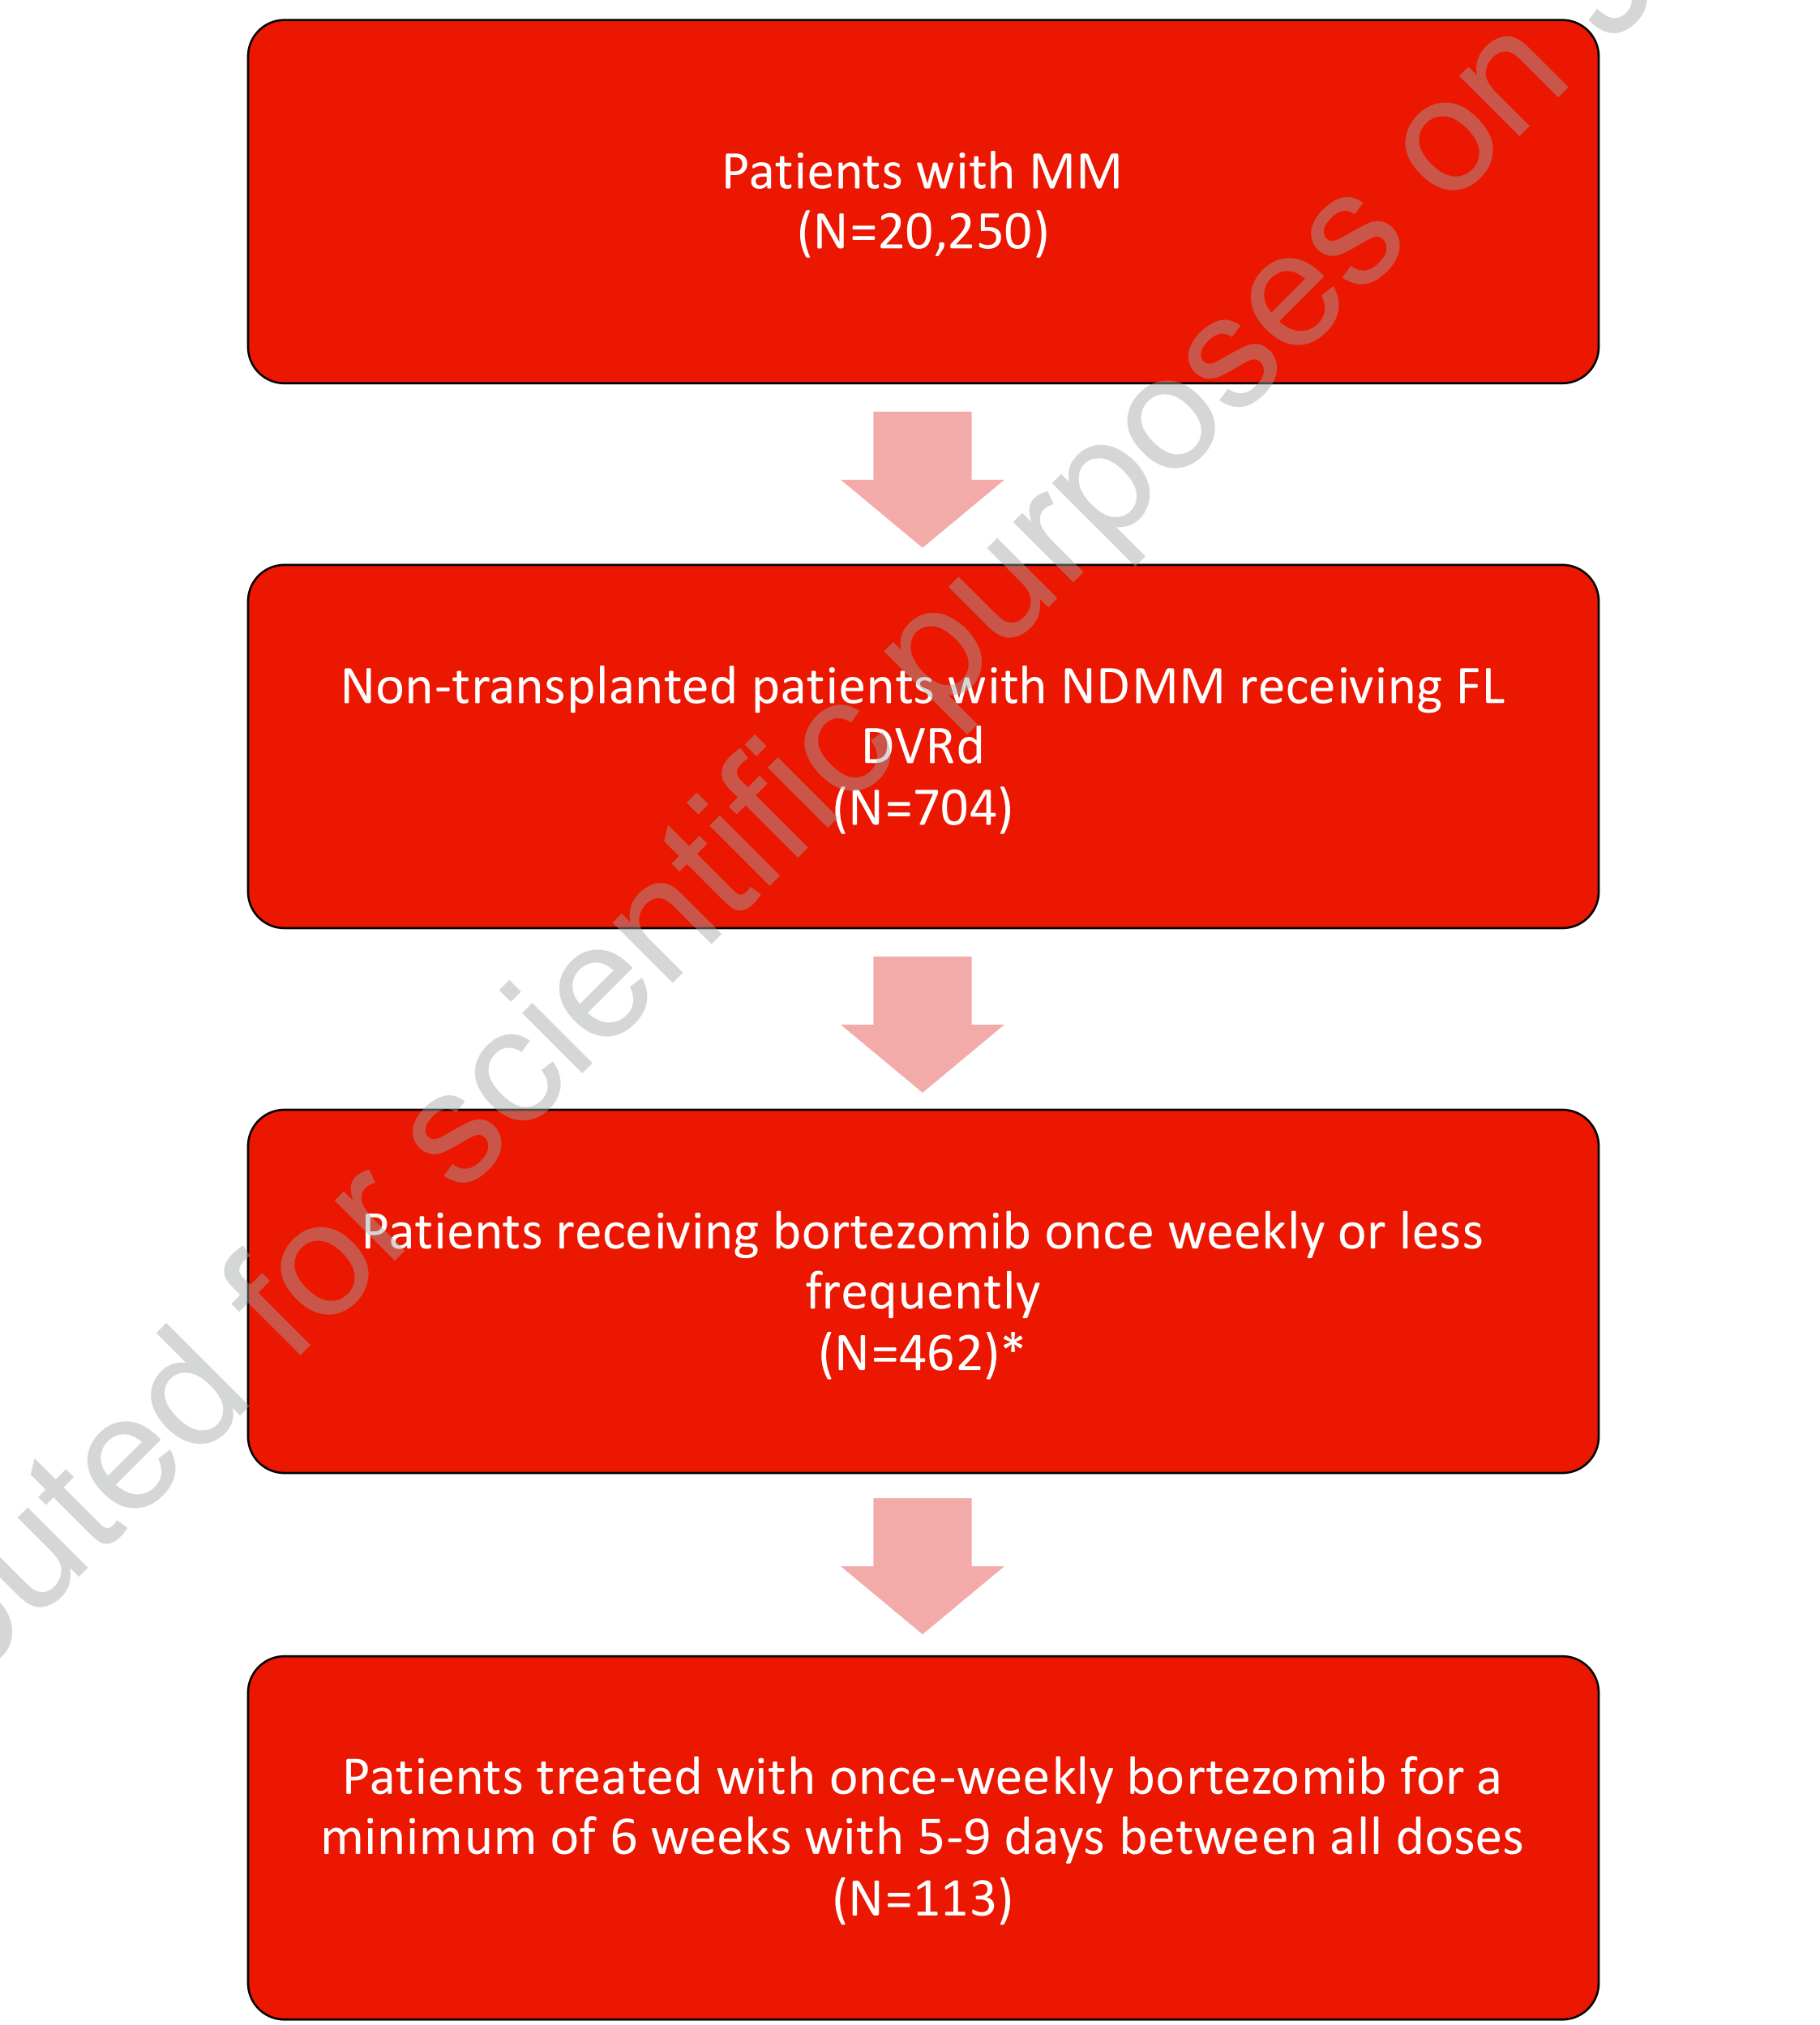 Patients with MM
(N=20,250)
Non-transplanted patients with NDMM receiving FL
DVRd
(N=704)
Patients receiving bortezomib once weekly or less
frequently
(N=462)*
Patients treated with once-weekly bortezomib for a
minimum of 6 weeks with 5-9 days between all doses
(N=113)
for scientific purposes on